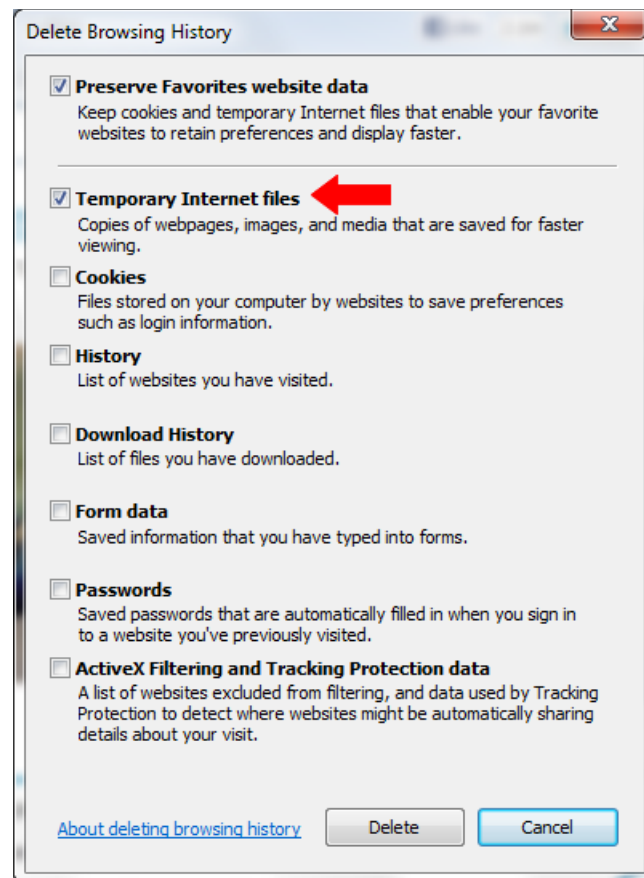 Delete Browsing History
Preserve Favorites website data
Keep cookies and temporary Internet files that enable your favorite
websites to retain preferences and display faster.
Temporary Internet files
Copies of webpages, images, and media that are saved for faster
viewing.
Cookies
Files stored on your computer by websites to save preferences
such as login information.
History
List of websites you have visited.
Download History
List of files you have downloaded.
Form data
Saved information that you have typed into forms.
Passwords
Saved passwords that are automatically filled in when you sign in
to a website you've previously visited.
ActiveX Filtering and Tracking Protection data
A list of websites excluded from filtering, and data used by Tracking
Protection to detect where websites might be automatically sharing
details about your visit.
About deleting browsing history Delete Cancel